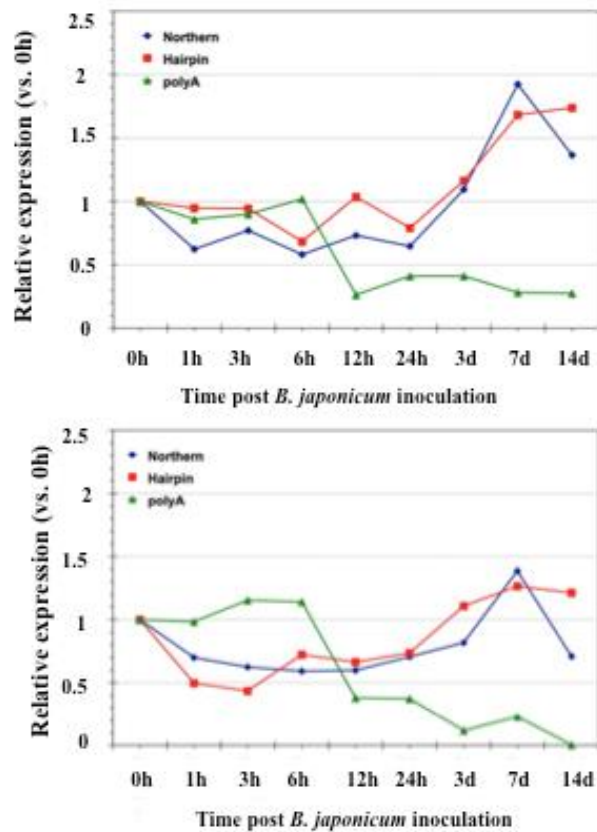 2.5
Northern
Hairpin
polyA
2
1.5
1
0.5
0
Relative expression (vs. 0h)
0h 1h 3h 6h 12h 24h 3d 7d 14d
Time post B. japonicum inoculation
2.5
Northern
Hairpin
polyA
2
1.5
1
0.5
0
Relative expression (vs. 0h)
0h 1h 3h 6h 12h 24h 3d 7d 14d
Time post B. japonicum inoculation